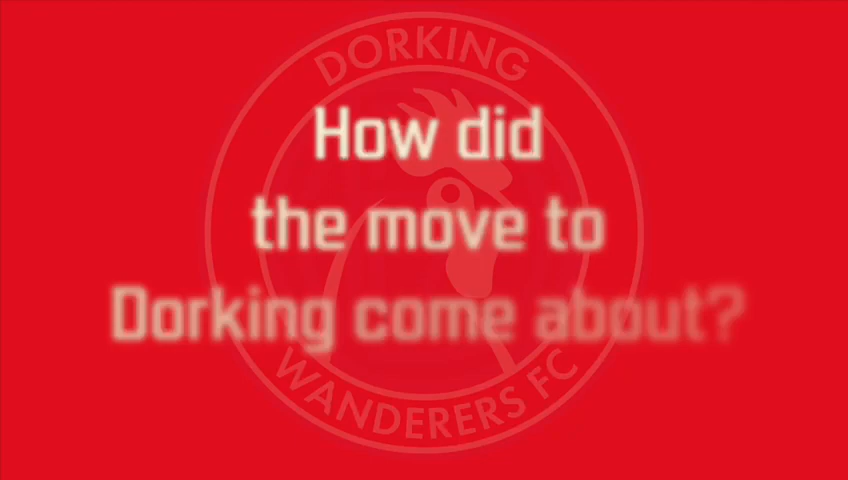 DORKING
How did
the move to
Dorking come about?
WANDERERS FC